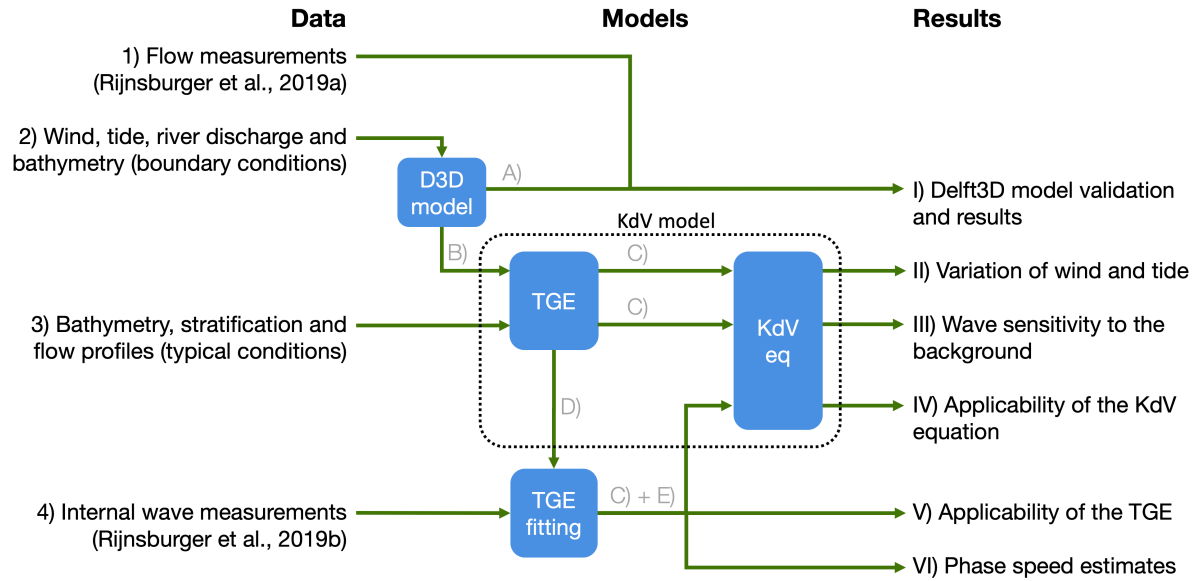 Data
Models
Results
1) Flow measurements
(Rijnsburger et al., 2019a)
2) Wind, tide, river discharge and
bathymetry (boundary conditions)
D3D
model
A)
I) Delft3D model validation
and results
KdV model
B)
C)
II) Variation of wind and tide
TGE
C)
3) Bathymetry, stratification and
flow profiles (typical conditions)
KdV
eq
III) Wave sensitivity to the
background
D)
IV) Applicability of the KdV
equation
4) Internal wave measurements
(Rijnsburger et al., 2019b)
TGE
fitting
C) + E)
V) Applicability of the TGE
VI) Phase speed estimates